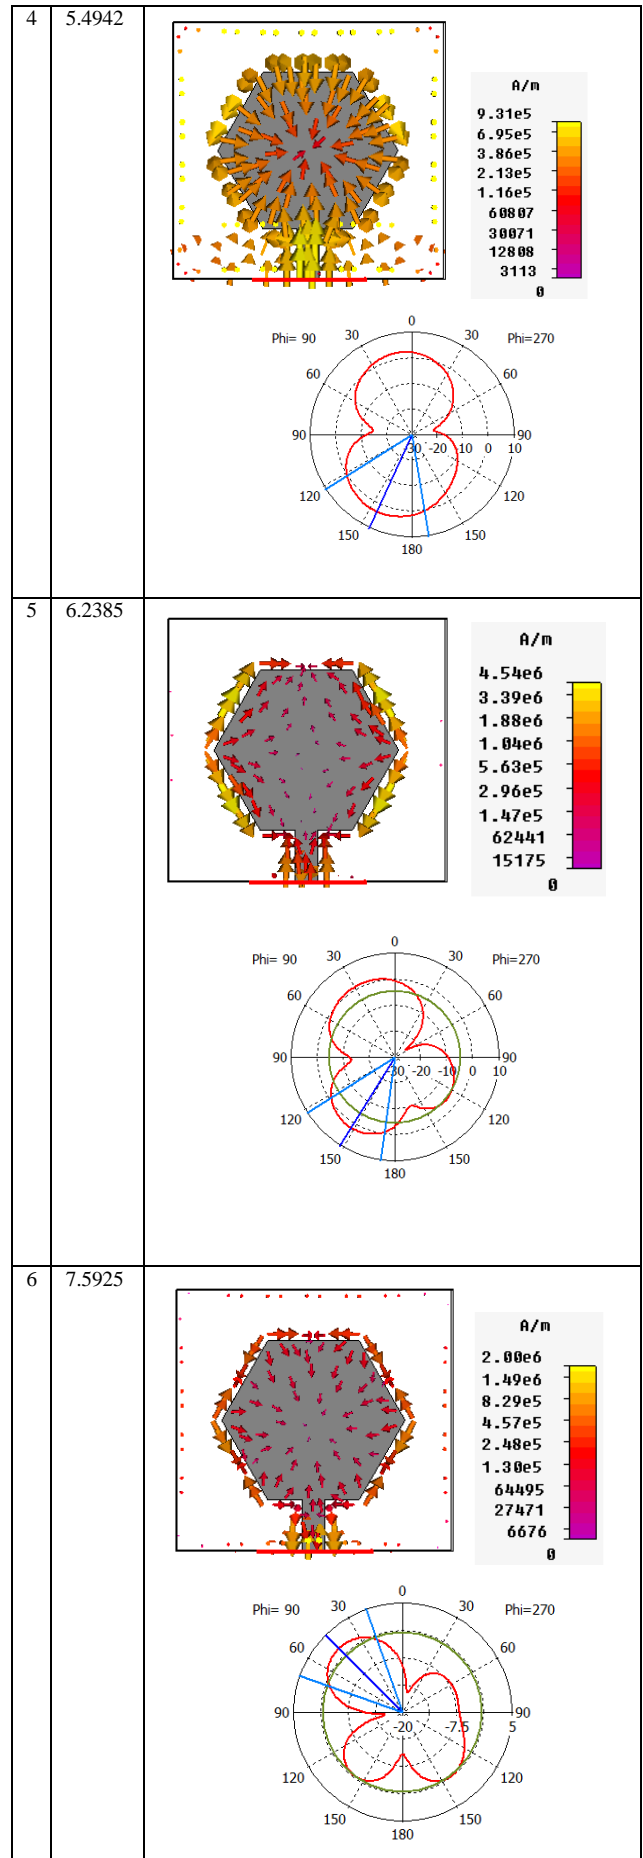 4 5.4942
A/m
9.31e5
6.95e5
3.86e5
2.13e5
1.16e5
60807
30071
12808
3113
0
0
Phi= 90 30 30 Phi=270
60 60
90 -30 -20 -10 0 10 90
120 120
150 150
180
5 6.2385
A/m
4.54e6
3.39e6
1.88e6
1.04e6
5.63e5
2.96e5
1.47e5
62441
15175
0
0
Phi= 90 30 30 Phi=270
60 60
90 -30 -20 -10 0 10 90
120 120
150 150
180
6 7.5925
A/m
2.00e6
1.49e6
8.29e5
4.57e5
2.48e5
1.30e5
64495
27471
6676
0
0
Phi= 90 30 30 Phi=270
60 60
90 -20 -7.5 5 90
120 120
150 150
180